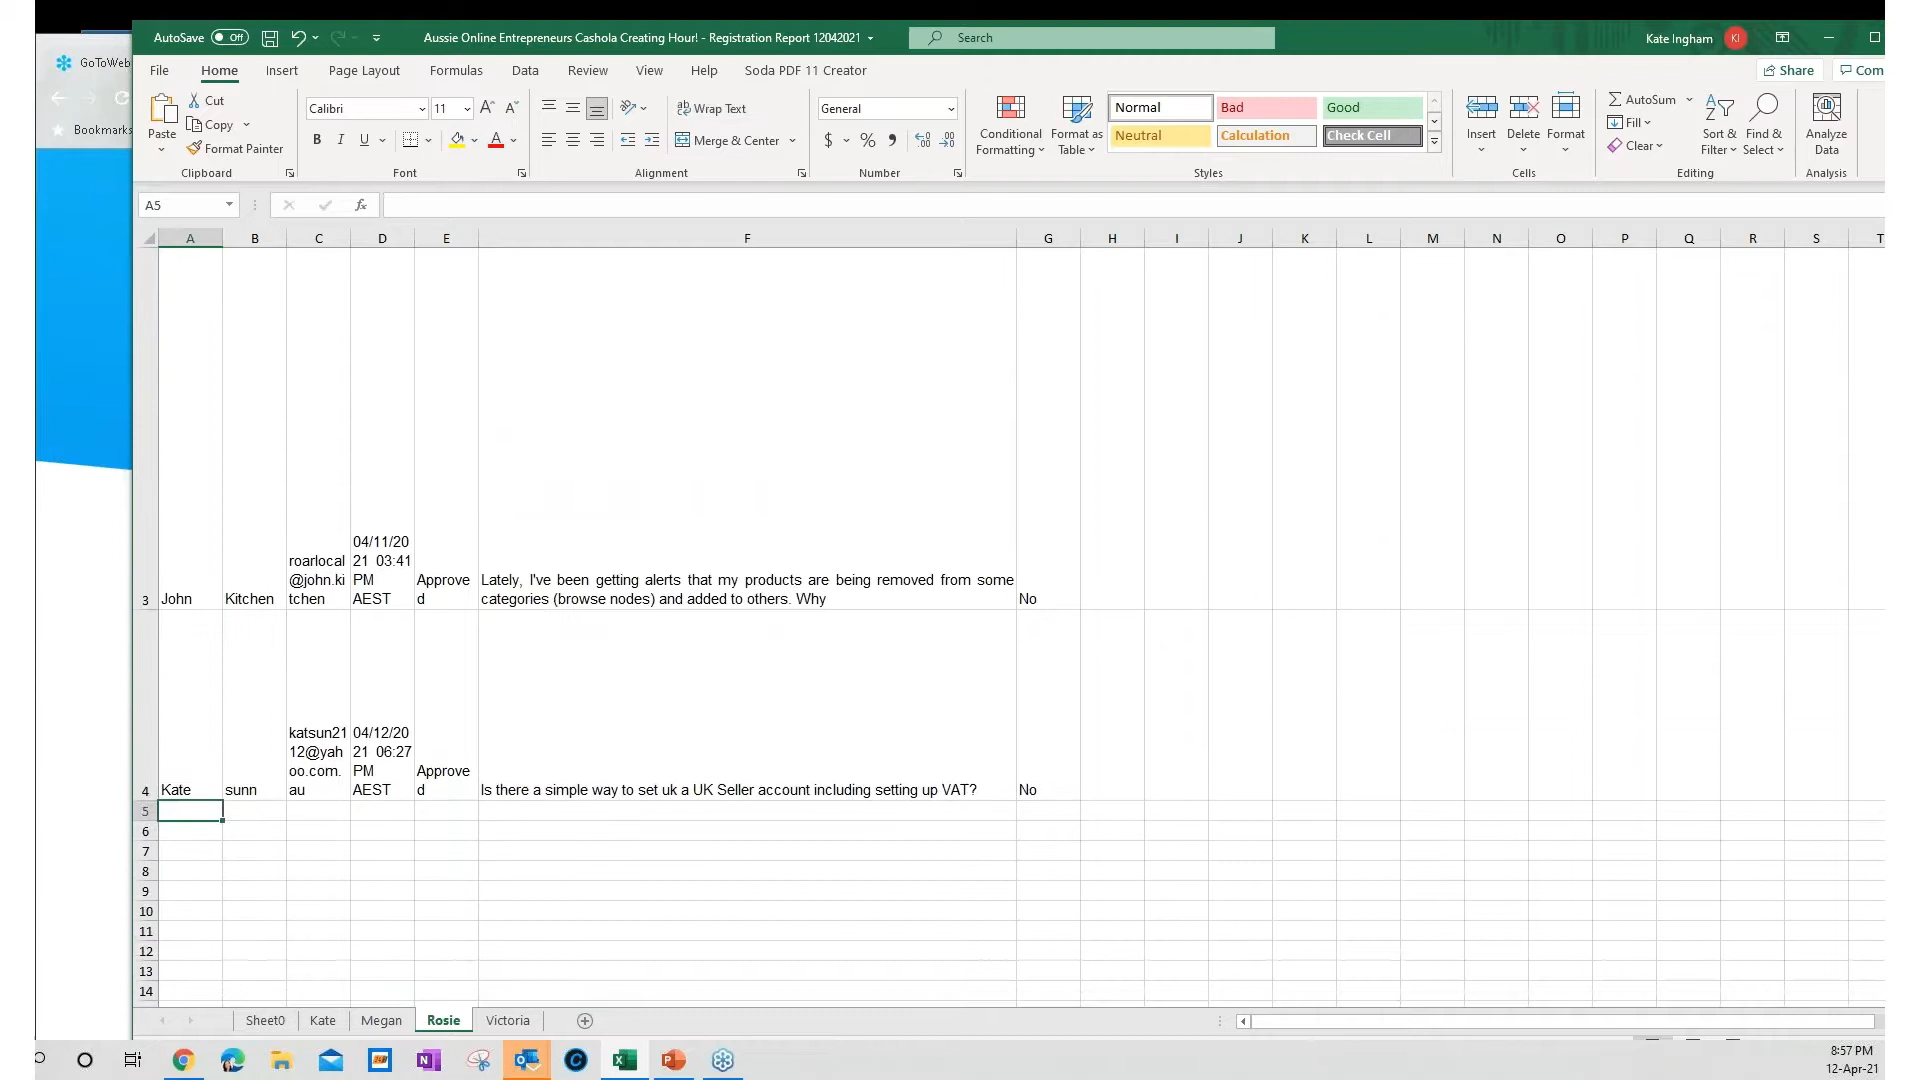 AutoSave Off
Aussie Online Entrepreneurs Cashola Creating Hour! - Registration Report 12042021
Search
Kate Ingham KI
GoToWeb
File Home Insert Page Layout Formulas Data Review View Help Soda PDF 11 Creator
Share Com
Bookmarks
Paste
Cut
Copy
Format Painter
Clipboard
Calibri 11
B I U
Font
Wrap Text
Merge & Center
Alignment
General
$ %
Number
Conditional Formatting
Format as Table
Normal Bad Good
Neutral Calculation Check Cell
Styles
Insert Delete Format
Cells
AutoSum
Fill
Clear
Sort & Filter
Find & Select
Editing
Analyze Data
Analysis
A5
fx
A B C D E F G H I J K L M N O P Q R S T
04/11/20
roarlocal 21 03:41
@john.ki PM Approve Lately, I've been getting alerts that my products are being removed from some
3 John Kitchen tchen AEST d categories (browse nodes) and added to others. Why No
katsun21 04/12/20
12@yah 21 06:27
oo.com. PM Approve
4 Kate sunn au AEST d Is there a simple way to set uk a UK Seller account including setting up VAT? No
5
6
7
8
9
10
11
12
13
14
Sheet0 Kate Megan Rosie Victoria
8:57 PM
12-Apr-21